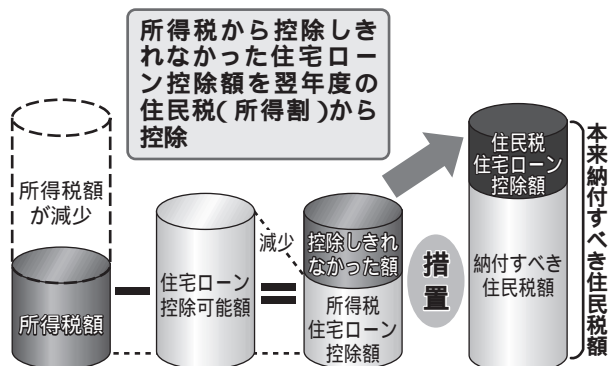 所得税から控除しき
れなかった住宅ロー
ン控除額を翌年度の
住民税(所得割)から
控除
所得税額
が減少
所得税額
住宅ローン
控除可能額
減少
控除しきれ
なかった額
所得税
住宅ローン
控除額
措置
住民税
住宅ローン
控除額
納付すべき
住民税額
本来納付すべき住民税額